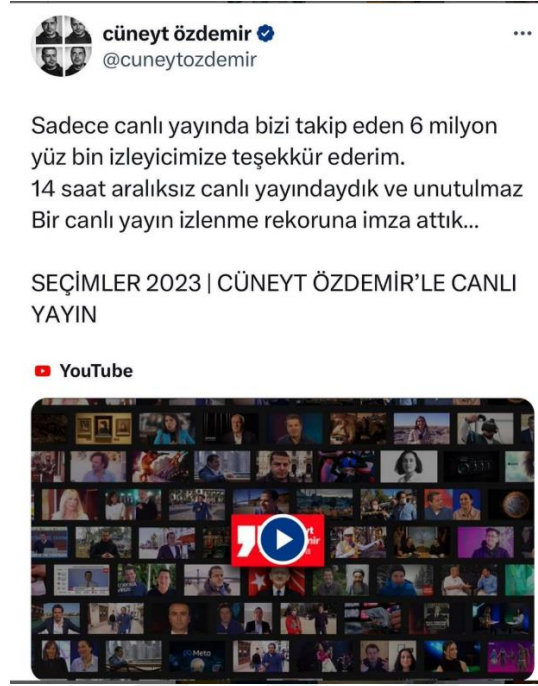 cüneyt özdemir
@cuneytozdemir
Sadece canlı yayında bizi takip eden 6 milyon
yüz bin izleyicimize teşekkür ederim.
14 saat aralıksız canlı yayındaydık ve unutulmaz
Bir canlı yayın izlenme rekoruna imza attık...
SEÇİMLER 2023 | CÜNEYT ÖZDEMİR’LE CANLI
YAYIN
YouTube
Meta